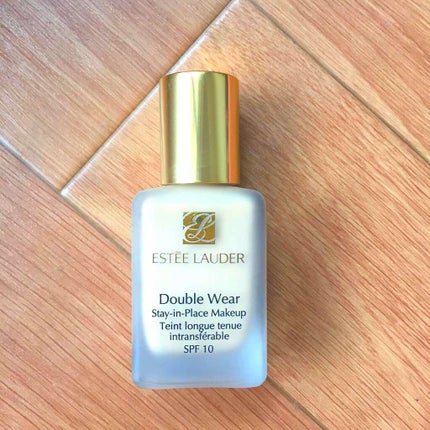 ESTĒE LAUDER
Double Wear
Stay-in-Place Makeup
Teint longue tenue
intransférable
SPF 10